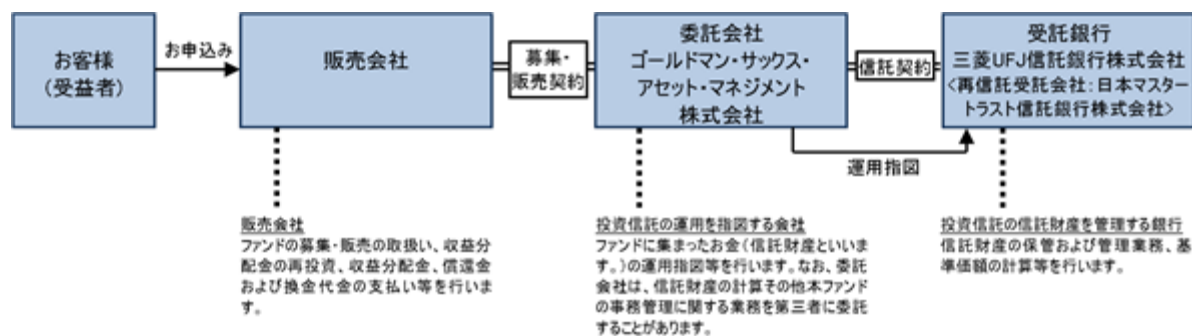 お客様
(受益者)
お申込み
販売会社
募集・
販売契約
委託会社
ゴールドマン・サックス・
アセット・マネジメント
株式会社
信託契約
受託銀行
三菱UFJ信託銀行株式会社
<再信託受託会社:日本マスター
トラスト信託銀行株式会社>
運用指図
販売会社
ファンドの募集・販売の取扱い、収益分
配金の再投資、収益分配金、償還金
および換金代金の支払い等を行いま
す。
投資信託の運用を指図する会社
ファンドに集まったお金(信託財産といいま
す。)の運用指図等を行います。なお、委託
会社は、信託財産の計算その他本ファンド
の事務管理に関する業務を第三者に委託
することがあります。
投資信託の信託財産を管理する銀行
信託財産の保管および管理業務、基
準価額の計算等を行います。